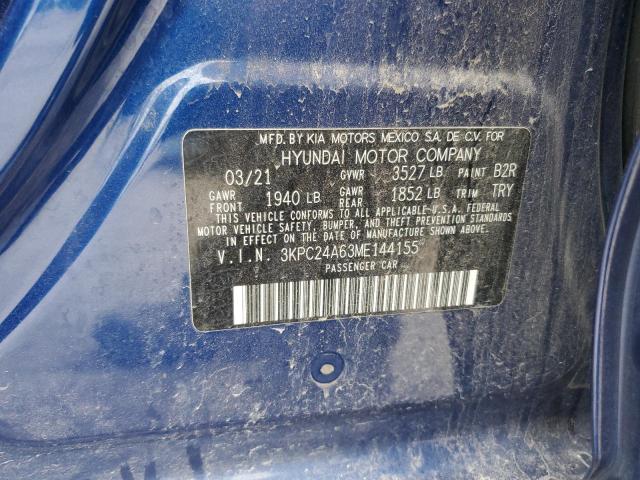 MFD. BY KIA MOTORS MEXICO S.A. DE C.V. FOR
HYUNDAI MOTOR COMPANY
03/21 GVWR 3527 LB PAINT B2R
GAWR FRONT 1940 LB GAWR REAR 1852 LB TRIM TRY
THIS VEHICLE CONFORMS TO ALL APPLICABLE U.S.A. FEDERAL
MOTOR VEHICLE SAFETY, BUMPER, AND THEFT PREVENTION STANDARDS
IN EFFECT ON THE DATE OF MANUFACTURE SHOWN ABOVE.
V.I.N. 3KPC24A63ME144155
PASSENGER CAR